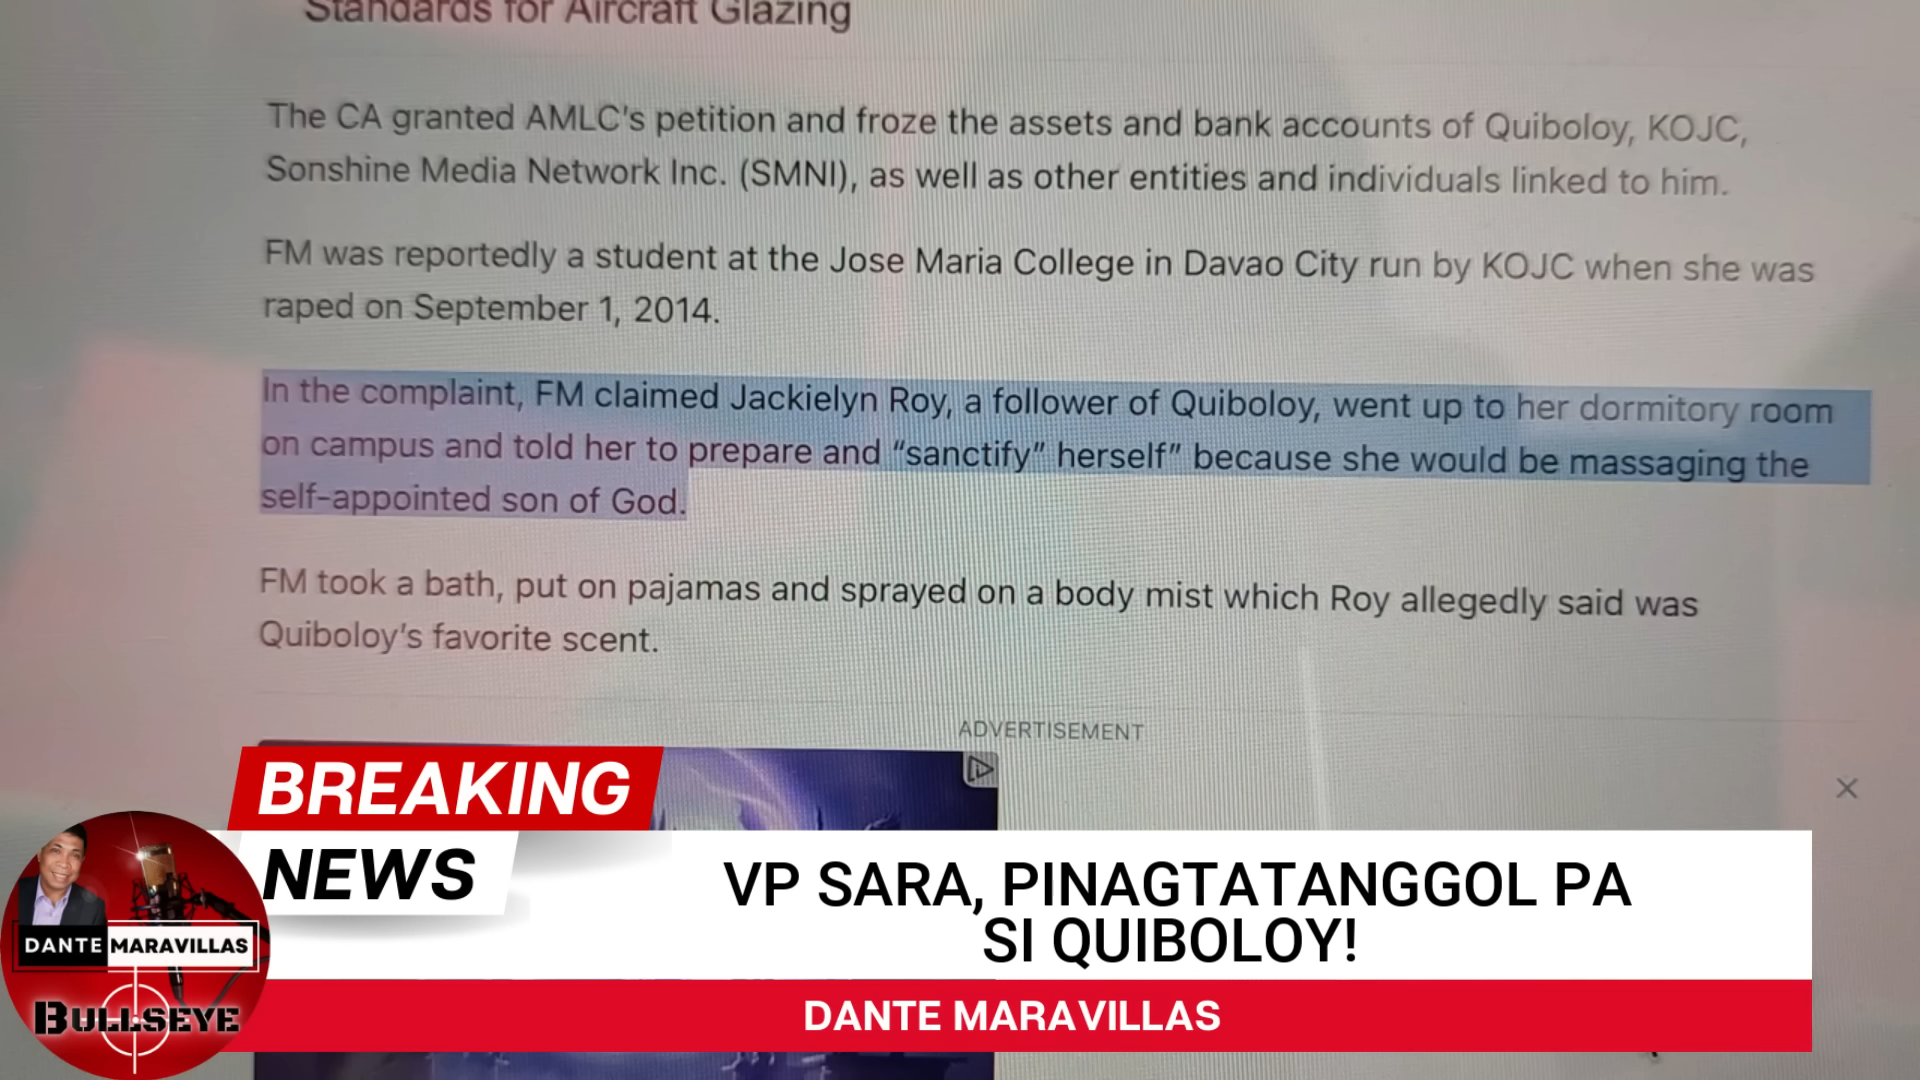 Standards for Aircraft Glazing
The CA granted AMLC's petition and froze the assets and bank accounts of Quiboloy, KOJC,
Sonshine Media Network Inc. (SMNI), as well as other entities and individuals linked to him.
FM was reportedly a student at the Jose Maria College in Davao City run by KOJC when she was
raped on September 1, 2014.
In the complaint, FM claimed Jackielyn Roy, a follower of Quiboloy, went up to her dormitory room
on campus and told her to prepare and “sanctify” herself” because she would be massaging the
self-appointed son of God.
FM took a bath, put on pajamas and sprayed on a body mist which Roy allegedly said was
Quiboloy's favorite scent.
ADVERTISEMENT
BREAKING
NEWS
VP SARA, PINAGTATANGGOL PA
SI QUIBOLOY!
DANTE MARAVILLAS
DANTE MARAVILLAS
BULLSEYE